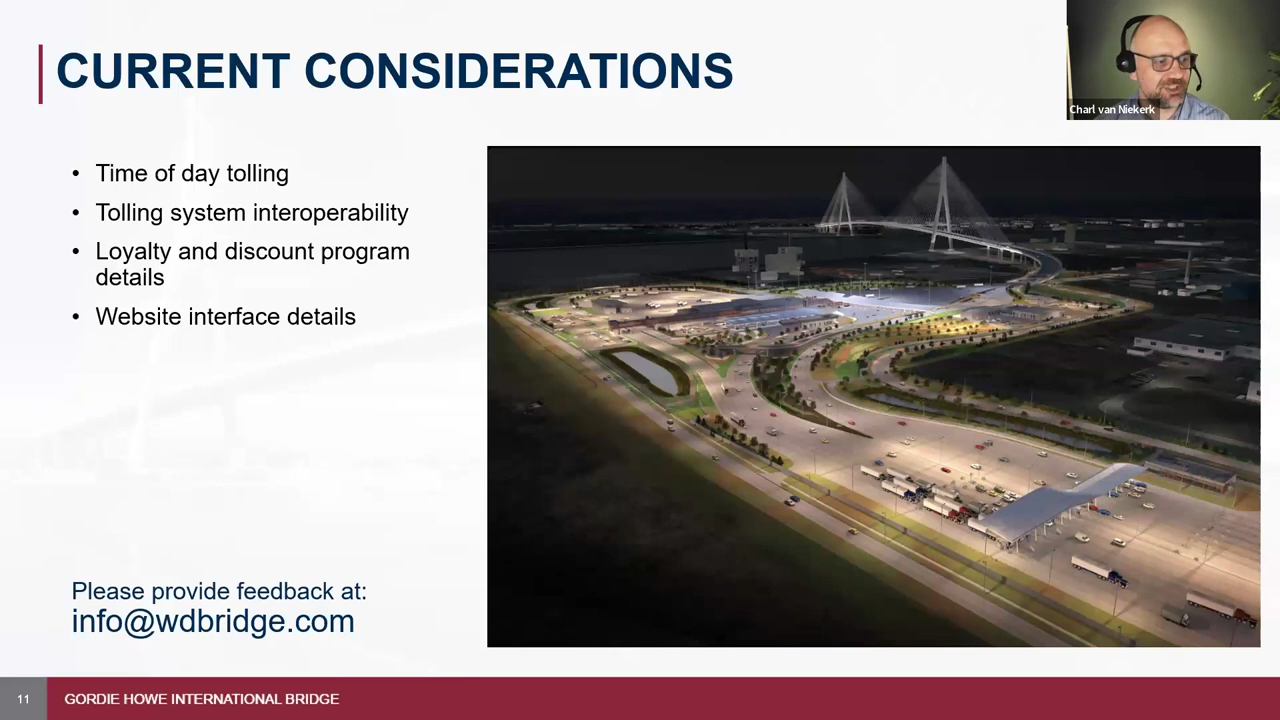 CURRENT CONSIDERATIONS
Charl van Niekerk
• Time of day tolling
• Tolling system interoperability
• Loyalty and discount program
details
• Website interface details
Please provide feedback at:
info@wdbridge.com
11
GORDIE HOWE INTERNATIONAL BRIDGE